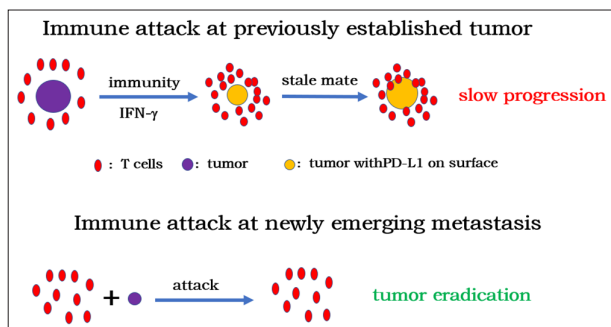 Immune attack at previously established tumor
immunity
IFN-γ
stale mate
slow progression
: T cells : tumor : tumor withPD-L1 on surface
Immune attack at newly emerging metastasis
+
attack
tumor eradication